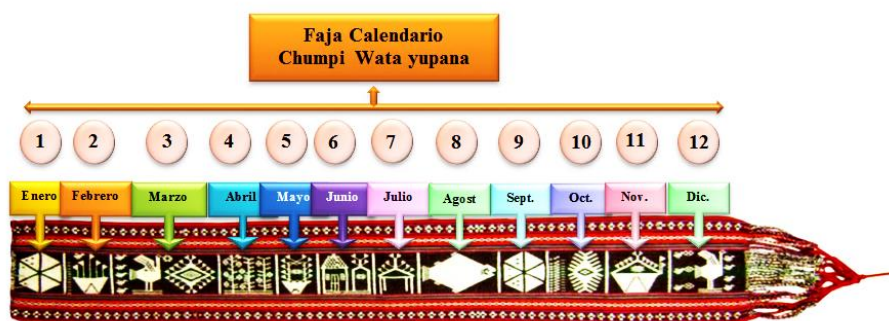 Faja Calendario
Chumpi Wata yupana
1 2 3 4 5 6 7 8 9 10 11 12
Enero Febrero Marzo Abril Mayo Junio Julio Agost Sept. Oct. Nov. Dic.